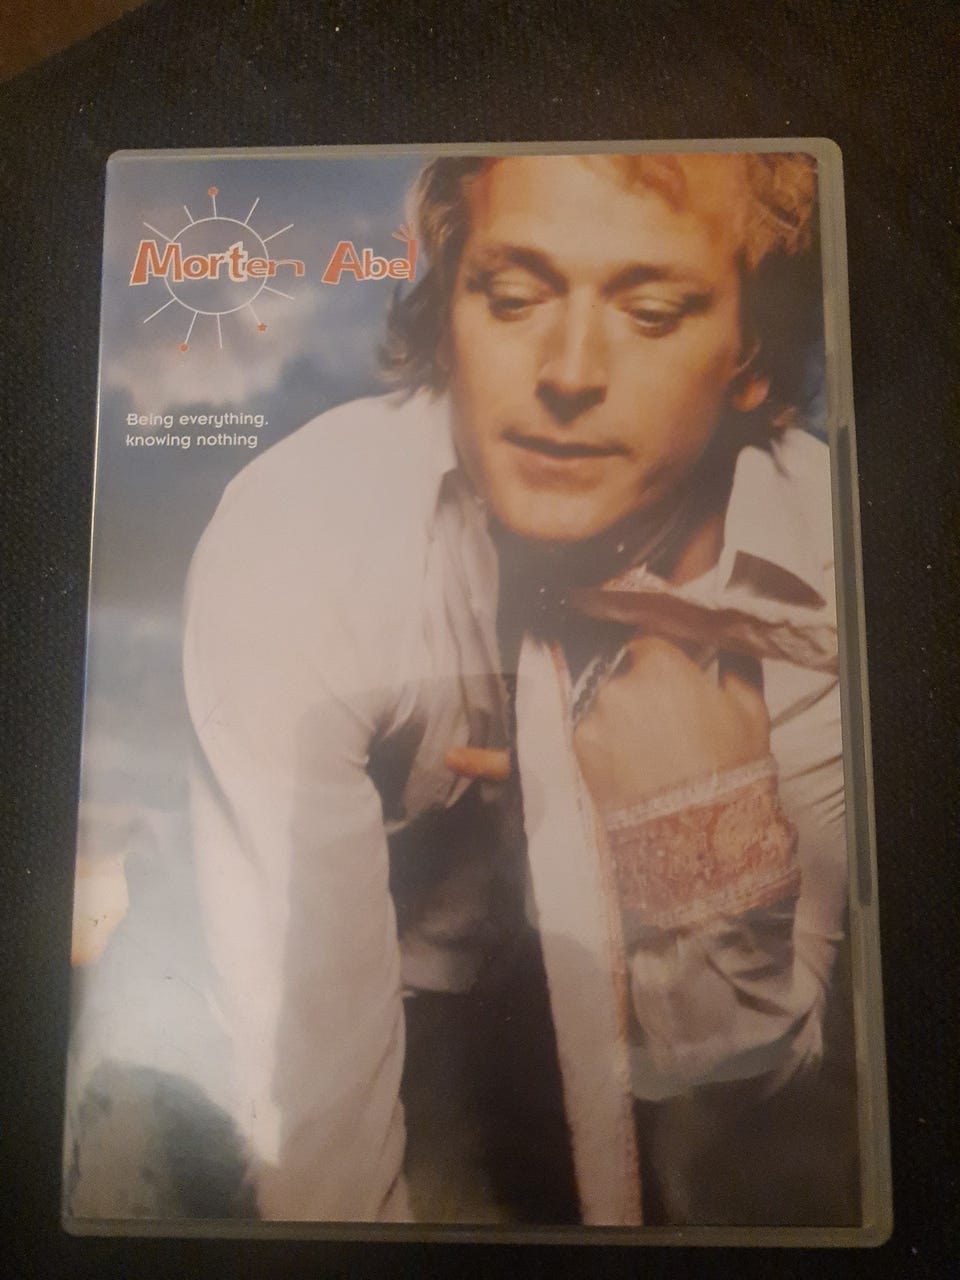 Morten Abel
Being everything,
knowing nothing